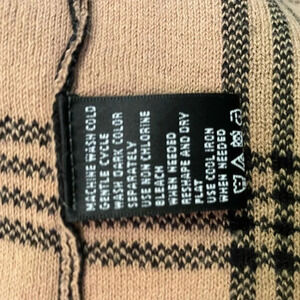 MACHINE WASH COLD
GENTLE CYCLE
WASH DARK COLOR
SEPARATELY
USE NON CHLORINE
BLEACH
WHEN NEEDED
RESHAPE AND DRY
FLAT
USE COOL IRON
WHEN NEEDED